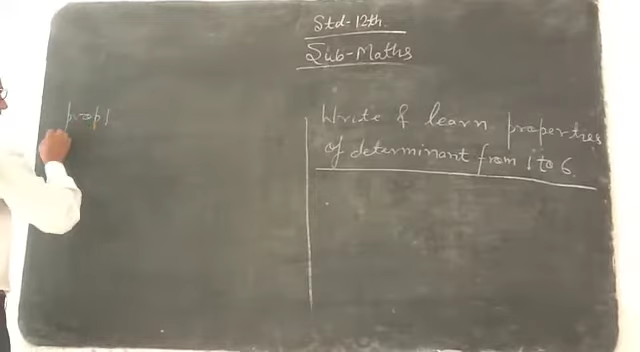 Std-12th
Sub-Maths
prop1
Write & learn properties
of determinant from 1 to 6